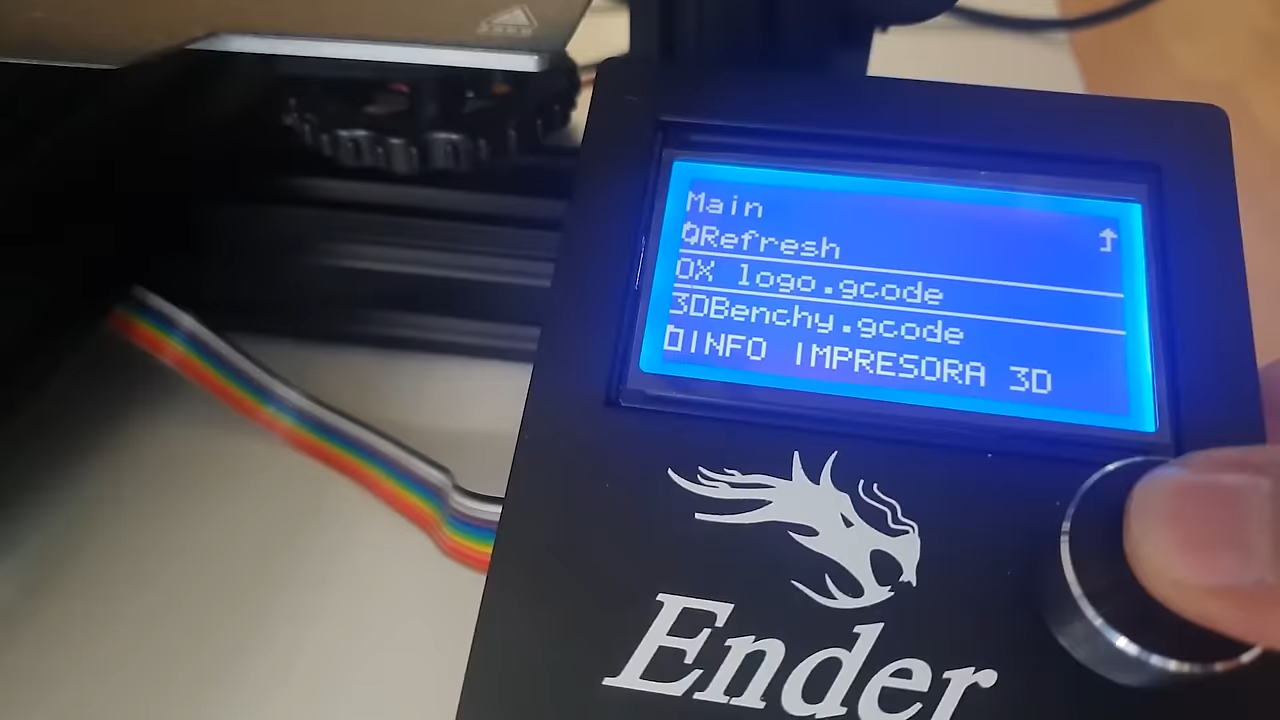 Main
Refresh
OX logo.gcode
3DBenchy.gcode
INFO IMPRESORA 3D
Ender